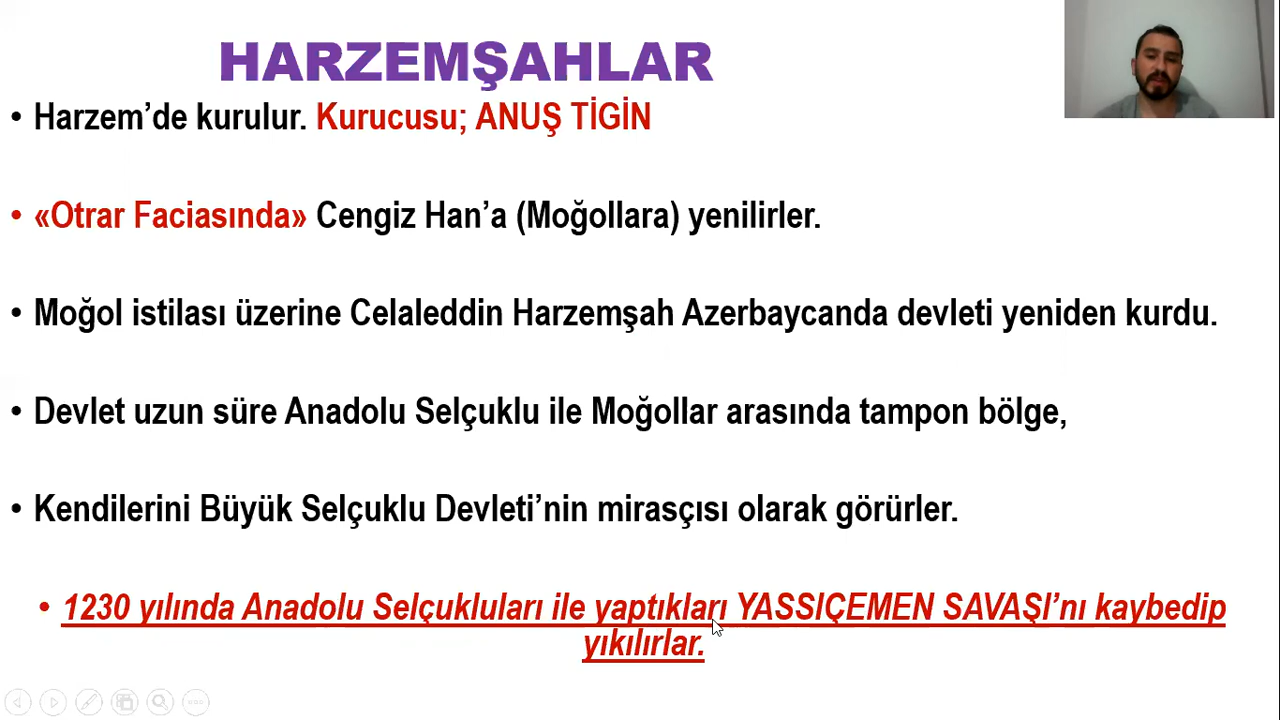 HARZEMŞAHLAR
• Harzem’de kurulur. Kurucusu; ANUŞ TİGİN
• «Otrar Faciasında» Cengiz Han’a (Moğollara) yenilirler.
• Moğol istilası üzerine Celaleddin Harzemşah Azerbaycanda devleti yeniden kurdu.
• Devlet uzun süre Anadolu Selçuklu ile Moğollar arasında tampon bölge,
• Kendilerini Büyük Selçuklu Devleti’nin mirasçısı olarak görürler.
• 1230 yılında Anadolu Selçukluları ile yaptıkları YASSIÇEMEN SAVAŞI’nı kaybedip
yıkılırlar.